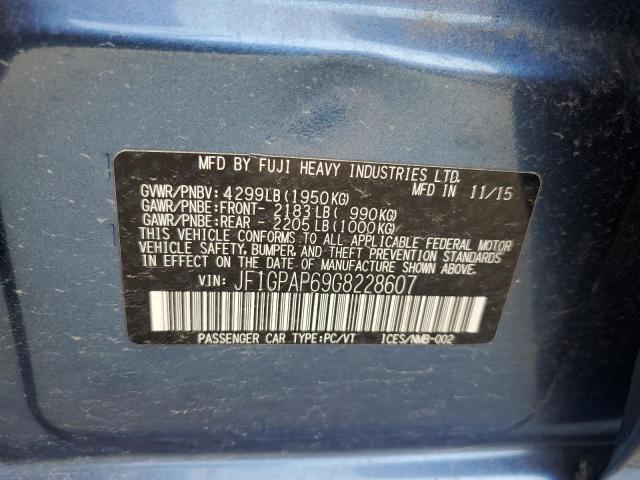 MFD BY FUJI HEAVY INDUSTRIES LTD.
GVWR/PNBV: 4299LB(1950KG) MFD IN 11/15
GAWR/PNBE:FRONT- 2183LB( 990KG)
GAWR/PNBE:REAR - 2205LB(1000KG)
THIS VEHICLE CONFORMS TO ALL APPLICABLE FEDERAL MOTOR
VEHICLE SAFETY, BUMPER, AND THEFT PREVENTION STANDARDS
IN EFFECT ON THE DATE OF MANUFACTURE SHOWN ABOVE.
VIN: JF1GPAP69G8228607
PASSENGER CAR TYPE:PC/VT ICES/NMB-002